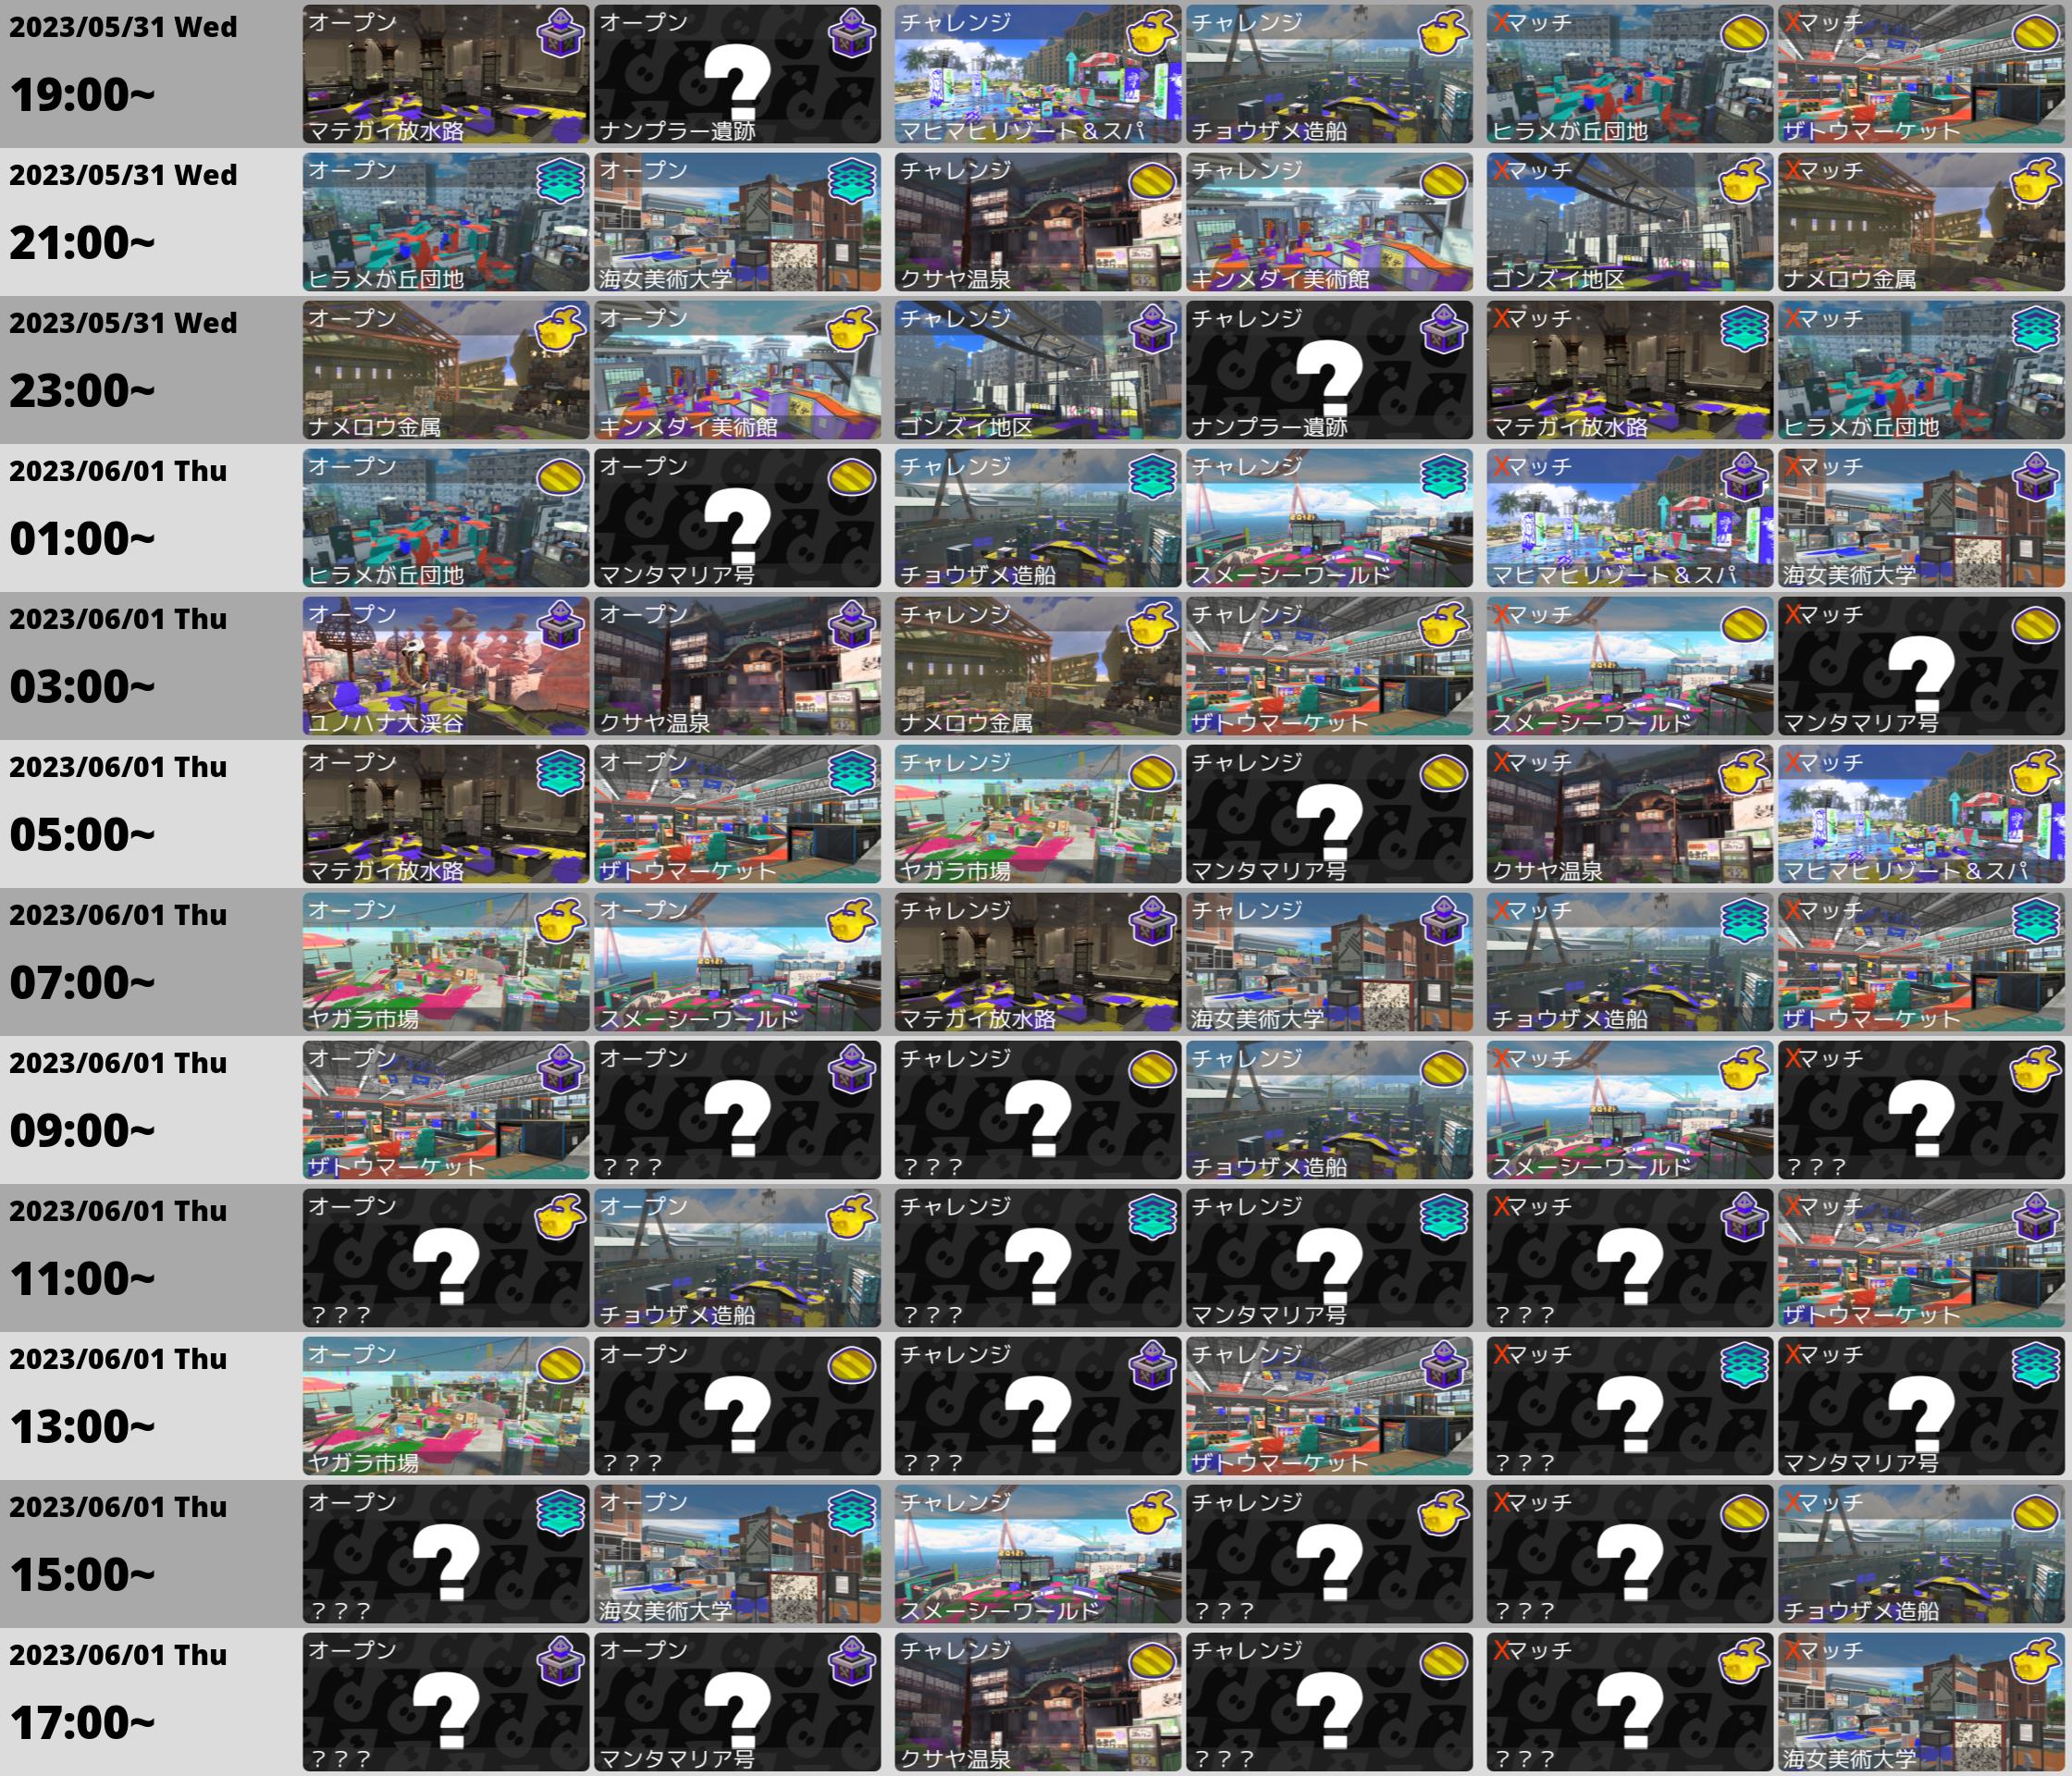 2023/05/31 Wed
19:00~
オープン
マテガイ放水路
オープン
ナンプラー遺跡
チャレンジ
マヒマヒリゾート＆スパ
チャレンジ
チョウザメ造船
Xマッチ
ヒラメが丘団地
Xマッチ
ザトウマーケット
2023/05/31 Wed
21:00~
オープン
ヒラメが丘団地
オープン
海女美術大学
チャレンジ
クサヤ温泉
チャレンジ
キンメダイ美術館
Xマッチ
ゴンズイ地区
Xマッチ
ナメロウ金属
2023/05/31 Wed
23:00~
オープン
ナメロウ金属
オープン
キンメダイ美術館
チャレンジ
ゴンズイ地区
チャレンジ
ナンプラー遺跡
Xマッチ
マテガイ放水路
Xマッチ
ヒラメが丘団地
2023/06/01 Thu
01:00~
オープン
ヒラメが丘団地
オープン
マンタマリア号
チャレンジ
チョウザメ造船
チャレンジ
スメーシーワールド
Xマッチ
マヒマヒリゾート＆スパ
Xマッチ
海女美術大学
2023/06/01 Thu
03:00~
オープン
ユノハナ大渓谷
オープン
クサヤ温泉
チャレンジ
ナメロウ金属
チャレンジ
ザトウマーケット
Xマッチ
スメーシーワールド
Xマッチ
マンタマリア号
2023/06/01 Thu
05:00~
オープン
マテガイ放水路
オープン
ザトウマーケット
チャレンジ
ヤガラ市場
チャレンジ
マンタマリア号
Xマッチ
クサヤ温泉
Xマッチ
マヒマヒリゾート＆スパ
2023/06/01 Thu
07:00~
オープン
ヤガラ市場
オープン
スメーシーワールド
チャレンジ
マテガイ放水路
チャレンジ
海女美術大学
Xマッチ
チョウザメ造船
Xマッチ
ザトウマーケット
2023/06/01 Thu
09:00~
オープン
ザトウマーケット
オープン
？？？
チャレンジ
？？？
チャレンジ
チョウザメ造船
Xマッチ
スメーシーワールド
Xマッチ
？？？
2023/06/01 Thu
11:00~
オープン
？？？
オープン
チョウザメ造船
チャレンジ
？？？
チャレンジ
マンタマリア号
Xマッチ
？？？
Xマッチ
ザトウマーケット
2023/06/01 Thu
13:00~
オープン
ヤガラ市場
オープン
？？？
チャレンジ
？？？
チャレンジ
ザトウマーケット
Xマッチ
？？？
Xマッチ
マンタマリア号
2023/06/01 Thu
15:00~
オープン
？？？
オープン
海女美術大学
チャレンジ
スメーシーワールド
チャレンジ
？？？
Xマッチ
？？？
Xマッチ
チョウザメ造船
2023/06/01 Thu
17:00~
オープン
？？？
オープン
マンタマリア号
チャレンジ
クサヤ温泉
チャレンジ
？？？
Xマッチ
？？？
Xマッチ
海女美術大学